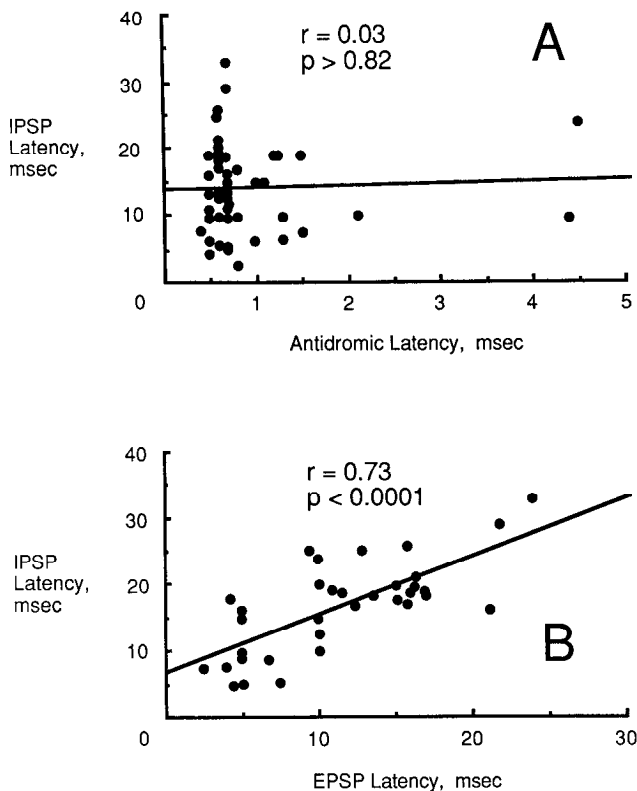 A
r = 0.03
p > 0.82
40
30
20
10
0
IPSP
Latency,
msec
1
2
3
4
5
Antidromic Latency, msec
B
r = 0.73
p < 0.0001
40
30
20
10
0
IPSP
Latency,
msec
10
20
30
EPSP Latency, msec